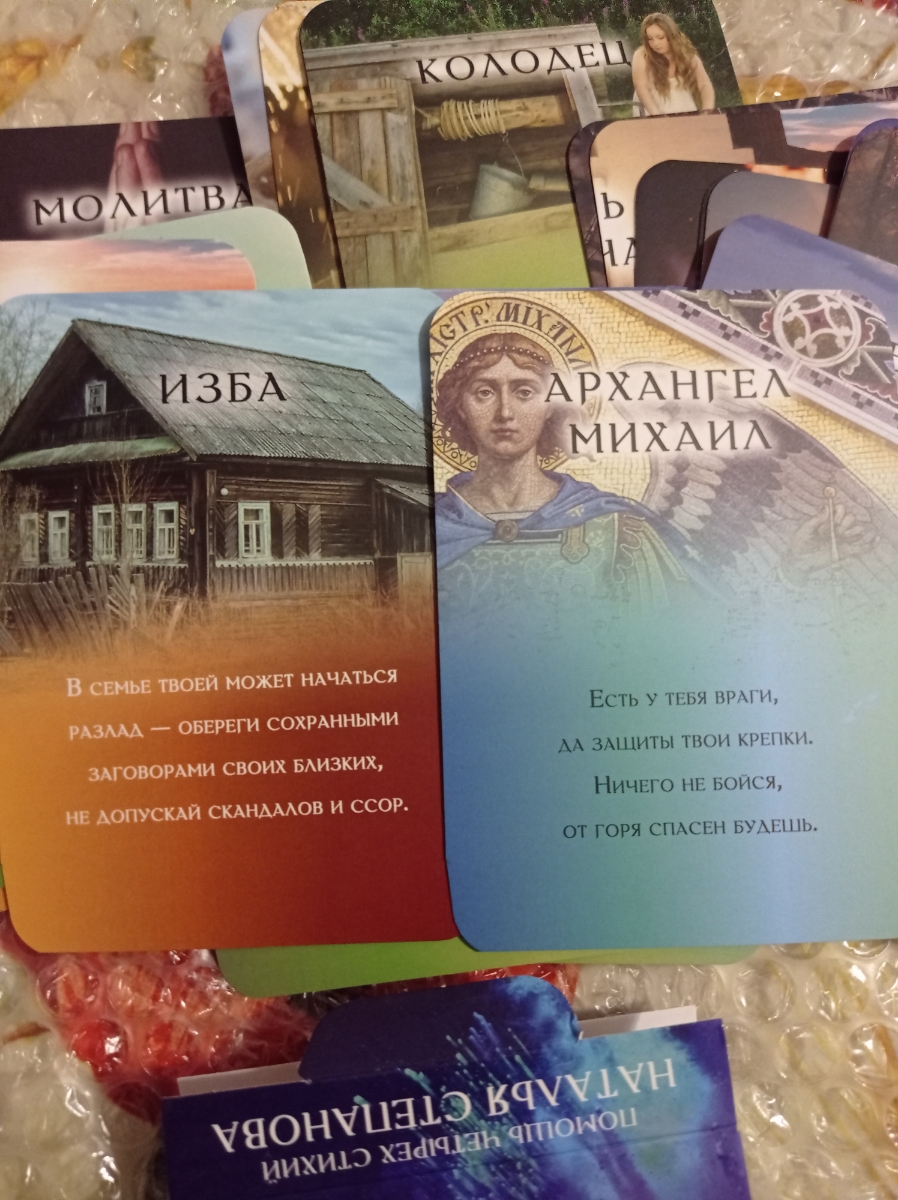 КОЛОДЕЦ
МОЛИТВА
Ь
ЧА
ИЗБА
В СЕМЬЕ ТВОЕЙ МОЖЕТ НАЧАТЬСЯ
РАЗЛАД — ОБЕРЕГИ СОХРАННЫМИ
ЗАГОВОРАМИ СВОИХ БЛИЗКИХ,
НЕ ДОПУСКАЙ СКАНДАЛОВ И ССОР.
АРХАНГЕЛ
МИХАИЛ
ЕСТЬ У ТЕБЯ ВРАГИ,
ДА ЗАЩИТЫ ТВОИ КРЕПКИ.
НИЧЕГО НЕ БОЙСЯ,
ОТ ГОРЯ СПАСЕН БУДЕШЬ.
ПОМОЩЬ ЧЕТЫРЕХ СТИХИЙ
НАТАЛЬЯ СТЕПАНОВА